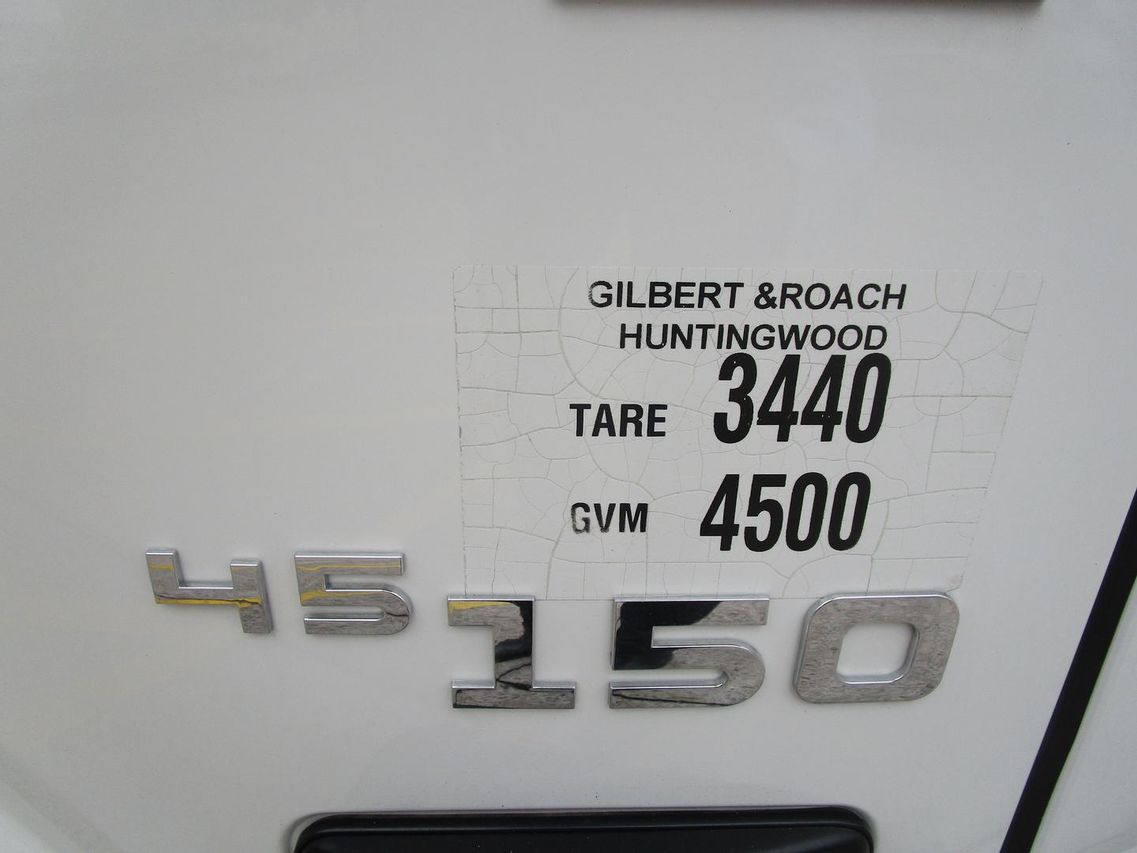 GILBERT &ROACH
HUNTINGWOOD
TARE 3440
GVM 4500
45 150